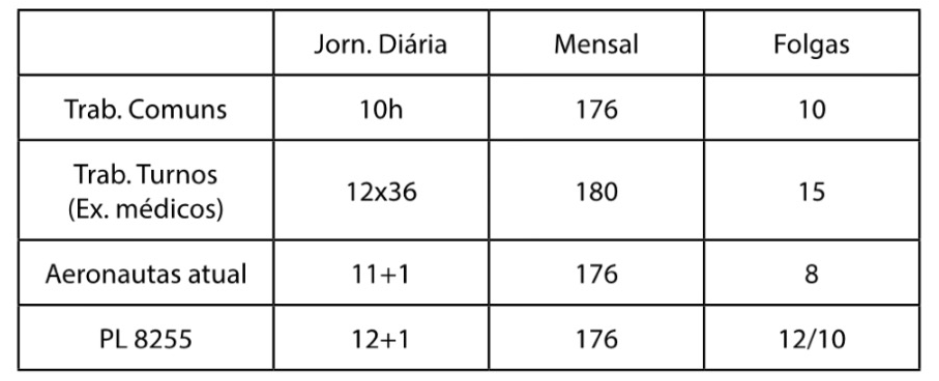 Jorn. Diária Mensal Folgas
Trab. Comuns 10h 176 10
Trab. Turnos
(Ex. médicos) 12x36 180 15
Aeronautas atual 11+1 176 8
PL 8255 12+1 176 12/10